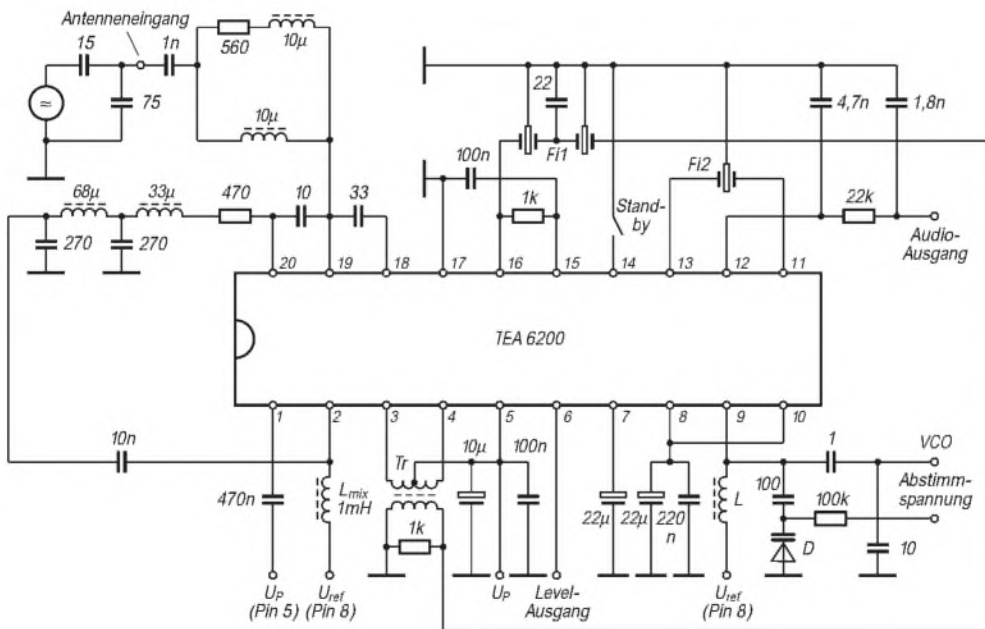 Antenneneingang
15
1n
560
10µ
75
≈
10µ
22
4,7n
1,8n
Fi1
100n
Fi2
68µ
33µ
470
10
33
1k
Stand-
by
22k
Audio-
Ausgang
270
270
20
19
18
17
16
15
14
13
12
11
TEA 6200
1
2
3
4
5
6
7
8
9
10
10n
Tr
10µ
100n
1
VCO
470n
Lmix
1mH
22µ
22µ
220
n
L
100
100k
Abstimm-
spannung
1k
D
10
UP
(Pin 5)
Uref
(Pin 8)
UP
Level-
Ausgang
Uref
(Pin 8)